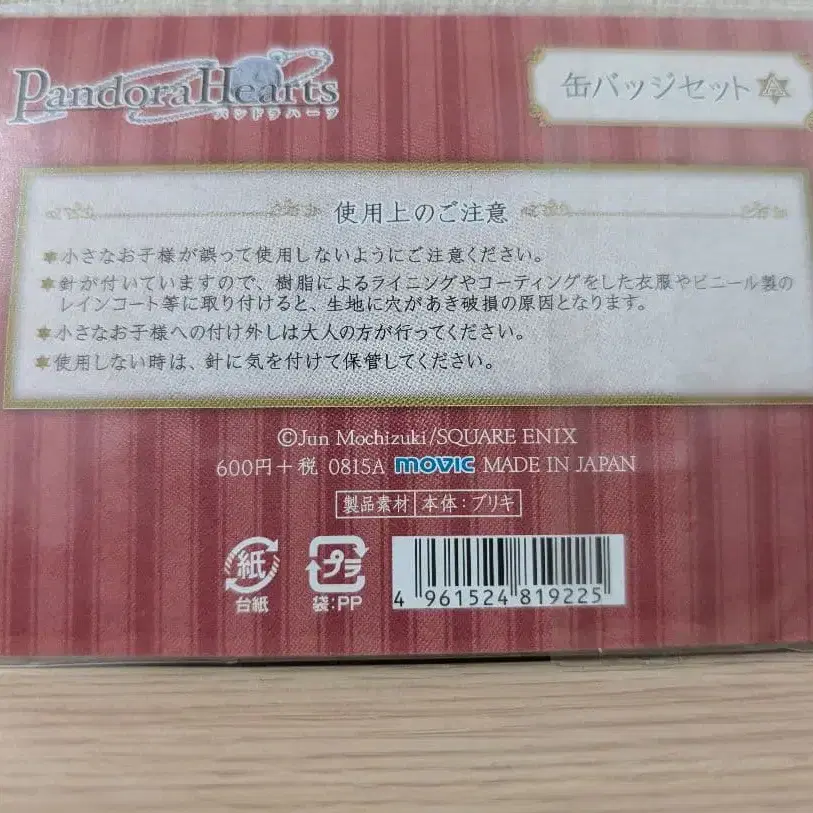 PandoraHearts
パンドラハーツ
缶バッジセット
使用上のご注意
小さなお子様が誤って使用しないようにご注意ください。
針が付いていますので、樹脂によるライニングやコーティングをした衣服やビニール製の
レインコート等に取り付けると、生地に穴があき破損の原因となります。
小さなお子様への付け外しは大人の方が行ってください。
使用しない時は、針に気を付けて保管してください。
©Jun Mochizuki/SQUARE ENIX
600円+税 0815A movic MADE IN JAPAN
製品素材 本体:ブリキ
紙 プラ
台紙 袋:PP
4 961524 819225